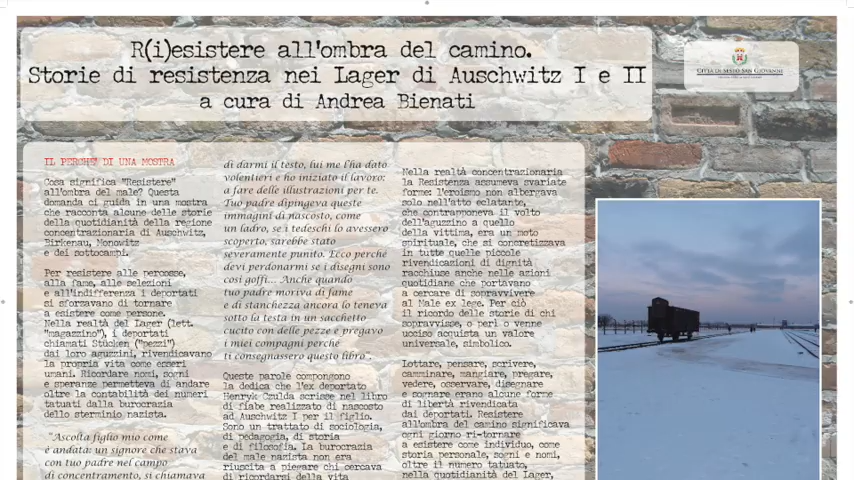 R(i)esistere all'ombra del camino.
Storie di resistenza nei Lager di Auschwitz I e II
a cura di Andrea Bienati
CITTÀ DI SESTO SAN GIOVANNI
IL PERCHE' DI UNA MOSTRA
Cosa significa "Resistere"
all'ombra del male? Questa
domanda ci guida in una mostra
che racconta alcune delle storie
della quotidianità della regione
concentrazionaria di Auschwitz,
Birkenau, Monowitz
e dei sottocampi.
Per resistere alle percosse,
alla fame, alle selezioni
e all'indifferenza i deportati
si sforzavano di tornare
a esistere come persone.
Nella realtà del Lager (lett.
"magazzino"), i deportati,
chiamati Stücken ("pezzi")
dai loro aguzzini, rivendicavano
la propria vita come esseri
umani. Ricordare nomi, sogni
e speranze permetteva di andare
oltre la contabilità dei numeri
tatuati dalla burocrazia
dello sterminio nazista.
"Ascolta figlio mio come
è andata: un signore che stava
con tuo padre nel campo
di concentramento, si chiamava
di darmi il testo, lui me l'ha dato
volentieri e ho iniziato il lavoro:
a fare delle illustrazioni per te.
Tuo padre dipingeva queste
immagini di nascosto, come
un ladro, se i tedeschi lo avessero
scoperto, sarebbe stato
severamente punito. Ecco perché
devi perdonarmi se i disegni sono
così goffi... Anche quando
tuo padre moriva di fame
e di stanchezza ancora lo teneva
sotto la testa in un sacchetto
cucito con delle pezze e pregavo
i miei compagni perché
ti consegnassero questo libro".
Queste parole compongono
la dedica che l'ex deportato
Henryk Czulda scrisse nel libro
di fiabe realizzato di nascosto
ad Auschwitz I per il figlio.
Sono un trattato di sociologia,
di pedagogia, di storia
e di filosofia. La burocrazia
del male nazista non era
riuscita a piegare chi cercava
di ricordarsi della vita
Nella realtà concentrazionaria
la Resistenza assumeva svariate
forme: l'eroismo non albergava
solo nell'atto eclatante,
che contrapponeva il volto
dell'aguzzino a quello
della vittima, era un moto
spirituale, che si concretizzava
in tutte quelle piccole
rivendicazioni di dignità
racchiuse anche nelle azioni
quotidiane che portavano
a cercare di sopravvivere
al Male ex lege. Per ciò
il ricordo delle storie di chi
sopravvisse, o perì o venne
ucciso acquista un valore
universale, simbolico.
Lottare, pensare, scrivere,
camminare, mangiare, pregare,
vedere, osservare, disegnare
e sognare erano alcune forme
di libertà rivendicata
dai deportati. Resistere
all'ombra del camino significava
ogni giorno ri-tornare
a esistere come individuo, come
storia personale, sogni e nomi,
oltre il numero tatuato,
nella quotidianità del Lager,